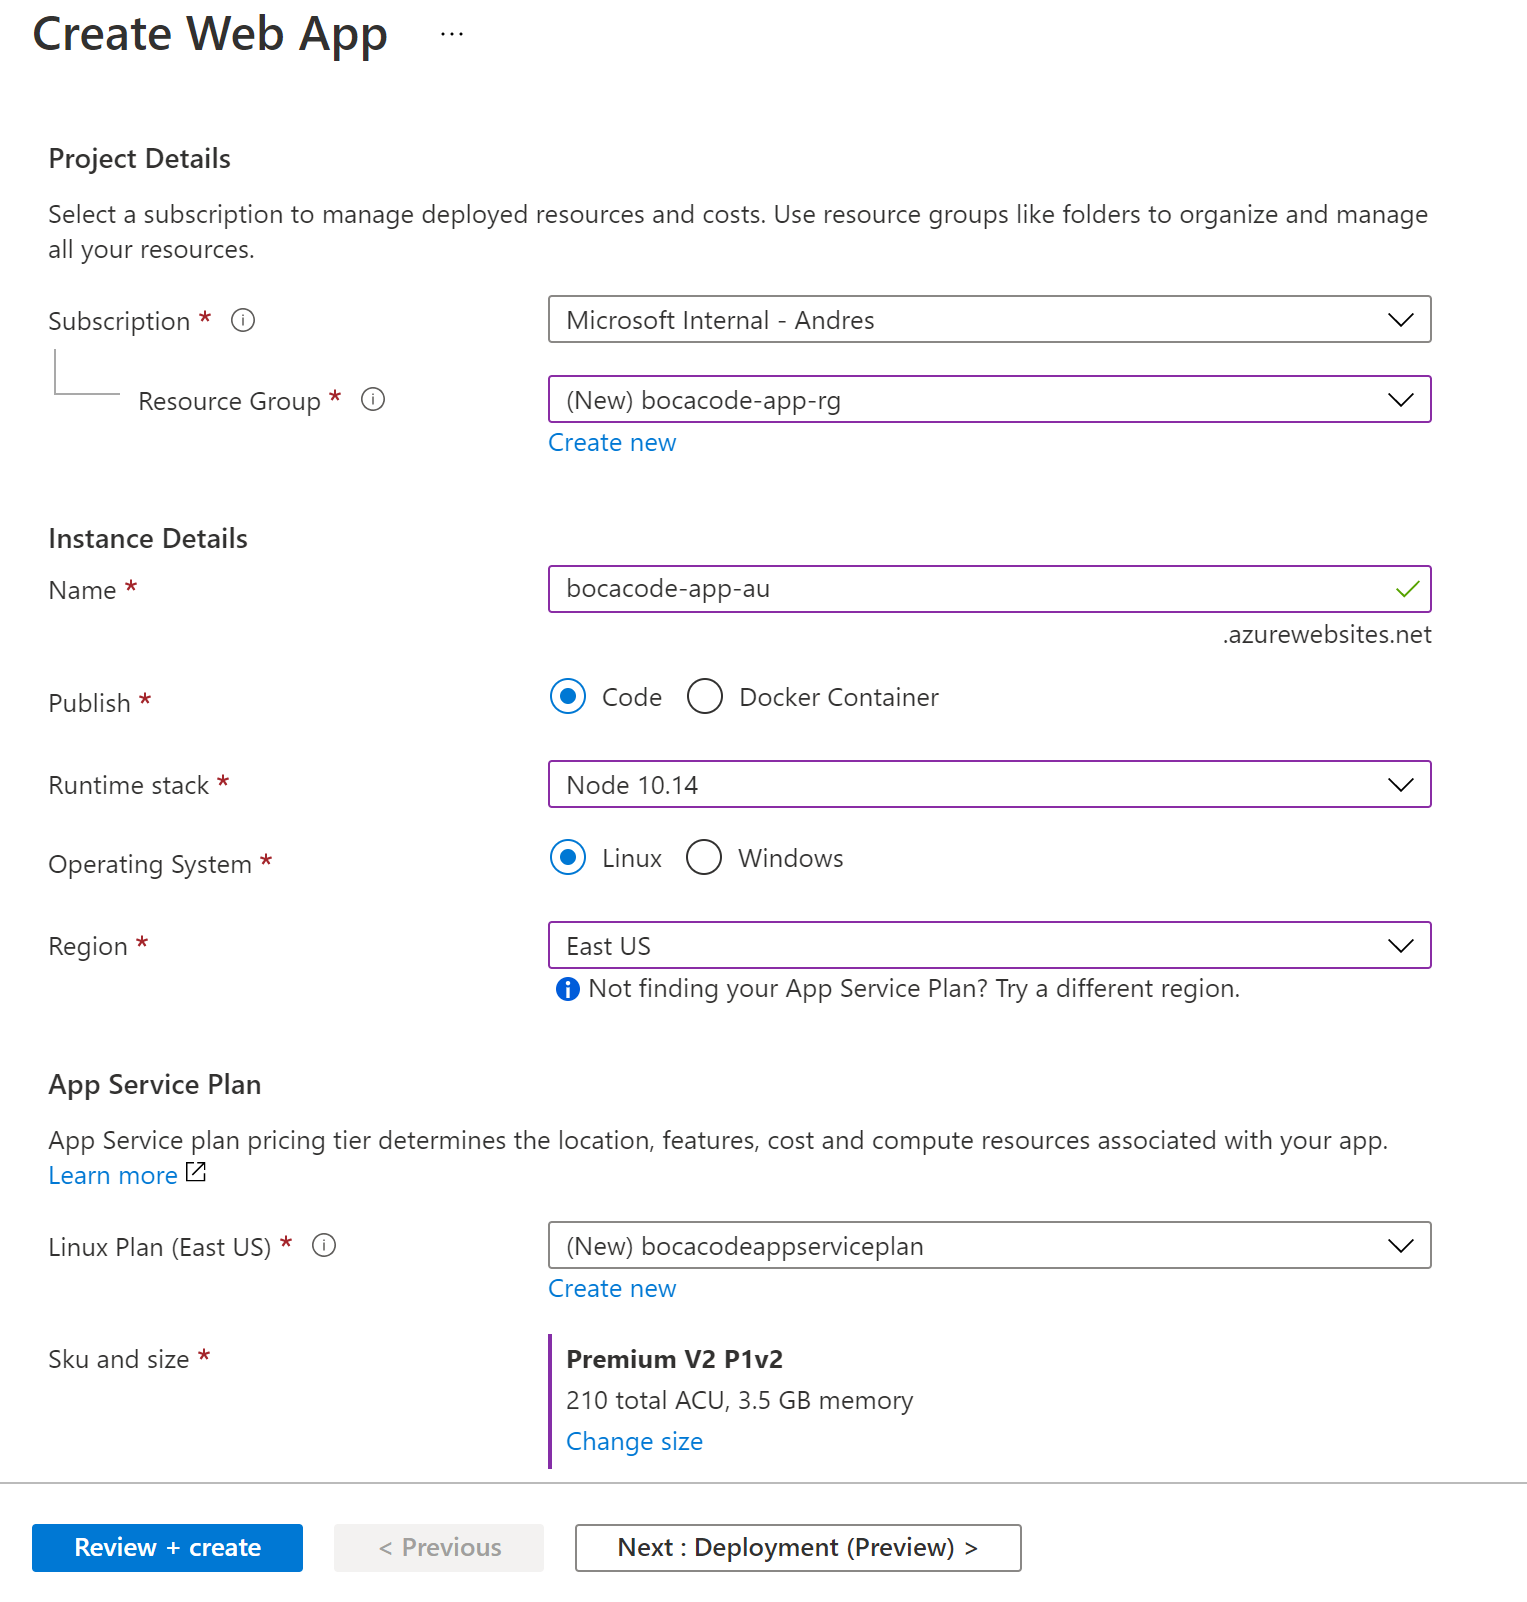 Create Web App ...
Project Details
Select a subscription to manage deployed resources and costs. Use resource groups like folders to organize and manage
all your resources.
Subscription *
Microsoft Internal - Andres
Resource Group *
(New) bocacode-app-rg
Create new
Instance Details
Name *
bocacode-app-au
.azurewebsites.net
Publish *
Code
Docker Container
Runtime stack *
Node 10.14
Operating System *
Linux
Windows
Region *
East US
Not finding your App Service Plan? Try a different region.
App Service Plan
App Service plan pricing tier determines the location, features, cost and compute resources associated with your app.
Learn more
Linux Plan (East US) *
(New) bocacodeappserviceplan
Create new
Sku and size *
Premium V2 P1v2
210 total ACU, 3.5 GB memory
Change size
Review + create
< Previous
Next : Deployment (Preview) >